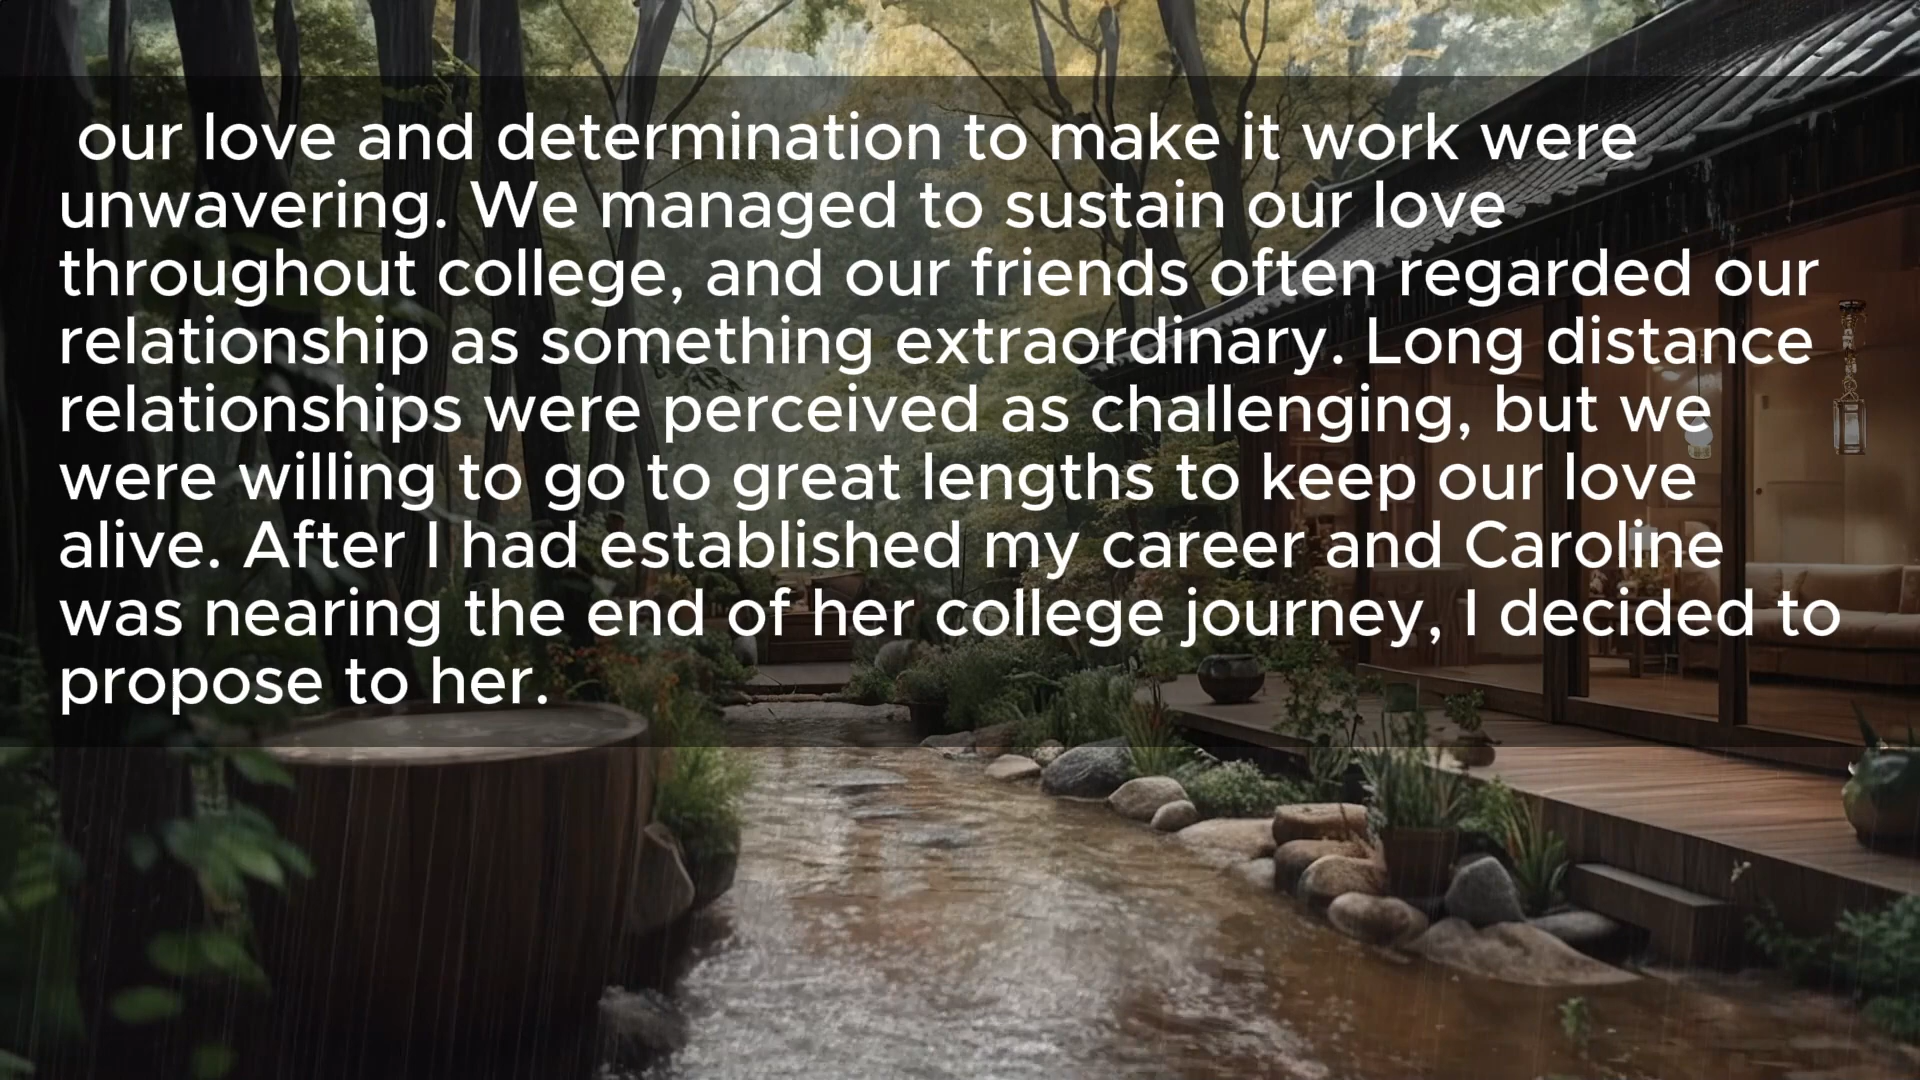 our love and determination to make it work were
unwavering. We managed to sustain our love
throughout college, and our friends often regarded our
relationship as something extraordinary. Long distance
relationships were perceived as challenging, but we
were willing to go to great lengths to keep our love
alive. After I had established my career and Caroline
was nearing the end of her college journey, I decided to
propose to her.